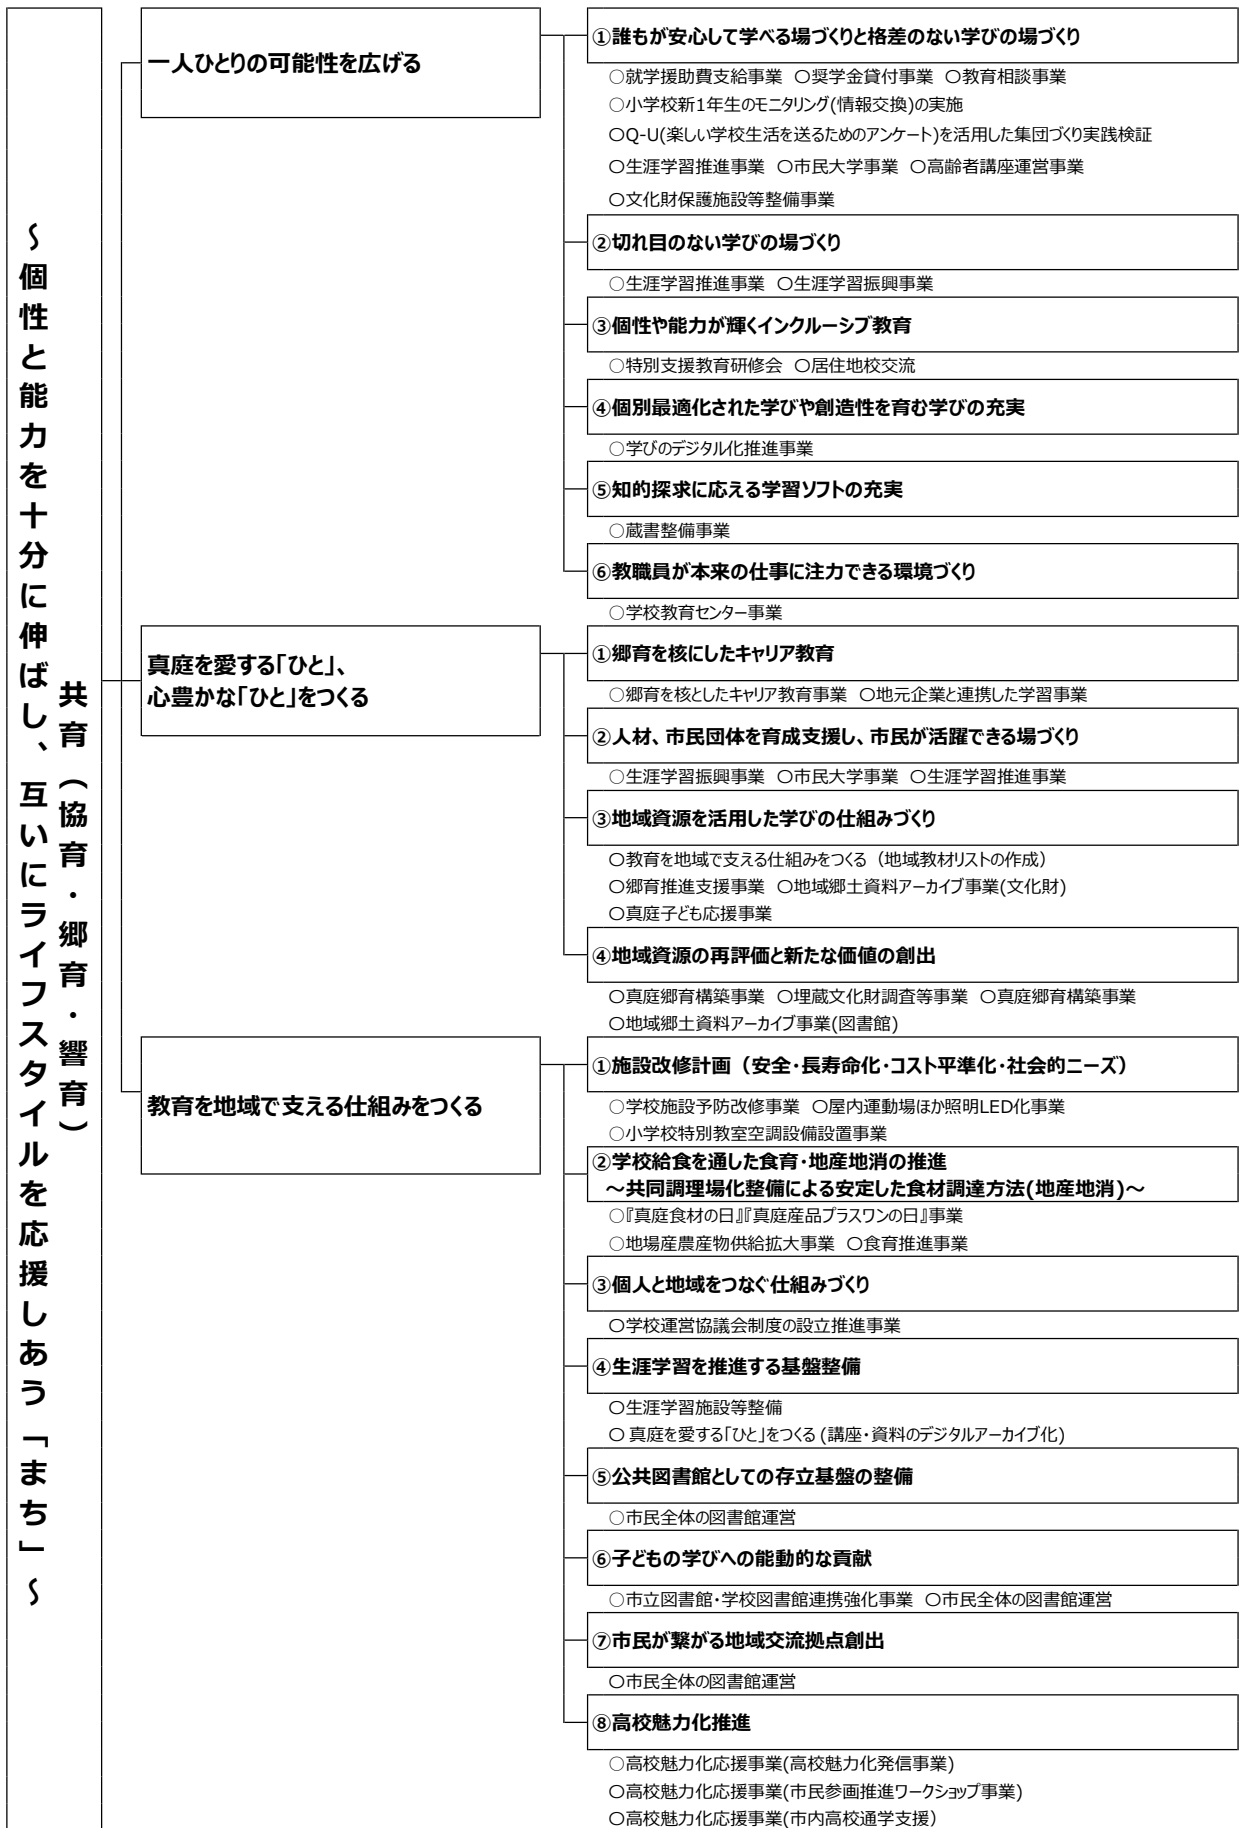 ～個性と能力を十分に伸ばし、互いにライフスタイルを応援しあう「まち」～
共育（協育・郷育・響育）
一人ひとりの可能性を広げる
①誰もが安心して学べる場づくりと格差のない学びの場づくり
○就学援助費支給事業 〇奨学金貸付事業 〇教育相談事業
○小学校新1年生のモニタリング(情報交換)の実施
〇Q-U(楽しい学校生活を送るためのアンケート)を活用した集団づくり実践検証
〇生涯学習推進事業 〇市民大学事業 〇高齢者講座運営事業
〇文化財保護施設等整備事業
②切れ目のない学びの場づくり
○生涯学習推進事業 〇生涯学習振興事業
③個性や能力が輝くインクルーシブ教育
○特別支援教育研修会 〇居住地校交流
④個別最適化された学びや創造性を育む学びの充実
○学びのデジタル化推進事業
⑤知的探求に応える学習ソフトの充実
○蔵書整備事業
⑥教職員が本来の仕事に注力できる環境づくり
○学校教育センター事業
真庭を愛する「ひと」、
心豊かな「ひと」をつくる
①郷育を核にしたキャリア教育
○郷育を核としたキャリア教育事業 〇地元企業と連携した学習事業
②人材、市民団体を育成支援し、市民が活躍できる場づくり
○生涯学習振興事業 〇市民大学事業 〇生涯学習推進事業
③地域資源を活用した学びの仕組みづくり
〇教育を地域で支える仕組みをつくる（地域教材リストの作成）
〇郷育推進支援事業 〇地域郷土資料アーカイブ事業(文化財)
〇真庭子ども応援事業
④地域資源の再評価と新たな価値の創出
〇真庭郷育構築事業 〇埋蔵文化財調査等事業 〇真庭郷育構築事業
〇地域郷土資料アーカイブ事業(図書館)
教育を地域で支える仕組みをつくる
①施設改修計画（安全・長寿命化・コスト平準化・社会的ニーズ）
○学校施設予防改修事業 〇屋内運動場ほか照明LED化事業
○小学校特別教室空調設備設置事業
②学校給食を通した食育・地産地消の推進
～共同調理場化整備による安定した食材調達方法(地産地消)～
○『真庭食材の日』『真庭産品プラスワンの日』事業
○地場産農産物供給拡大事業 〇食育推進事業
③個人と地域をつなぐ仕組みづくり
〇学校運営協議会制度の設立推進事業
④生涯学習を推進する基盤整備
〇生涯学習施設等整備
〇 真庭を愛する「ひと」をつくる (講座・資料のデジタルアーカイブ化)
⑤公共図書館としての存立基盤の整備
○市民全体の図書館運営
⑥子どもの学びへの能動的な貢献
○市立図書館・学校図書館連携強化事業 〇市民全体の図書館運営
⑦市民が繋がる地域交流拠点創出
〇市民全体の図書館運営
⑧高校魅力化推進
○高校魅力化応援事業(高校魅力化発信事業)
〇高校魅力化応援事業(市民参画推進ワークショップ事業)
〇高校魅力化応援事業(市内高校通学支援）